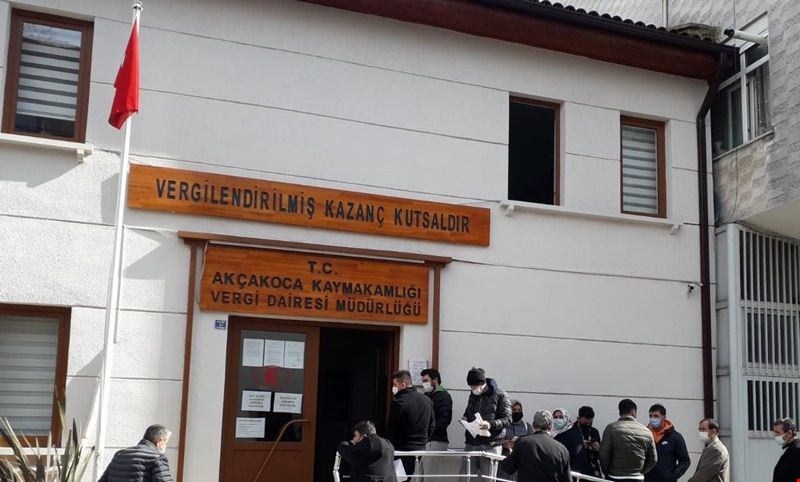 VERGİLENDİRİLMİŞ KAZANÇ KUTSALDIR
T.C.
AKÇAKOCA KAYMAKAMLIĞI
VERGİ DAİRESİ MÜDÜRLÜĞÜ